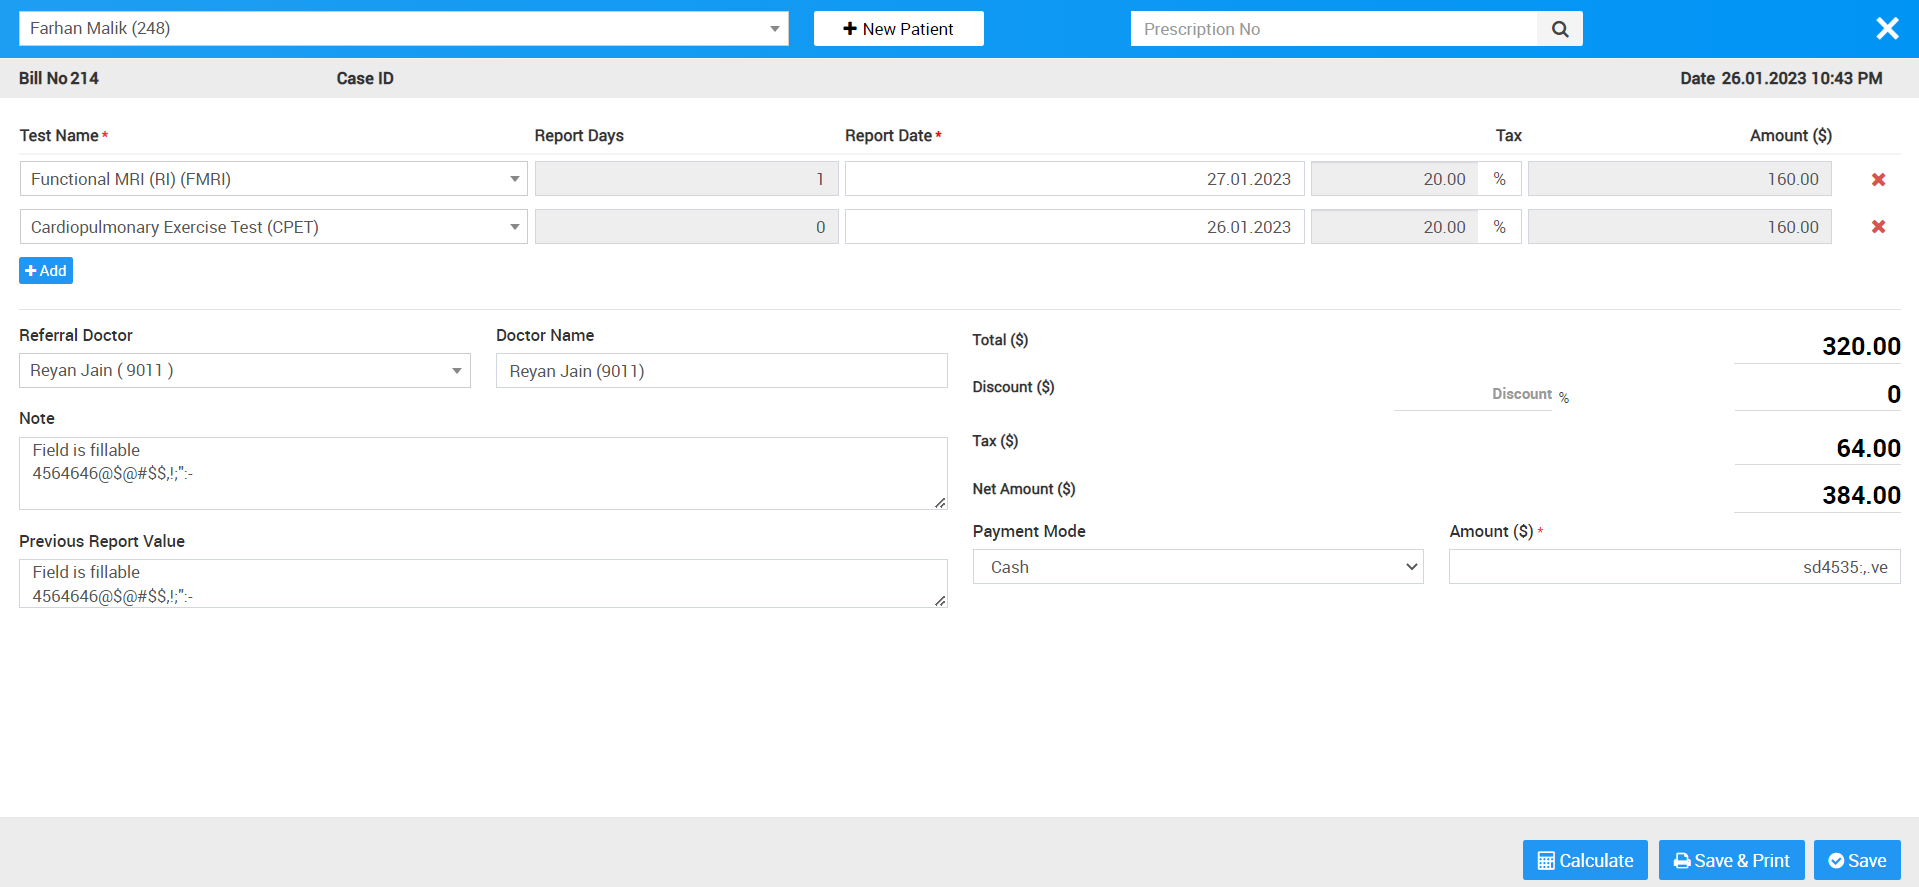 Farhan Malik (248)
New Patient
Prescription No
Bill No 214
Case ID
Date 26.01.2023 10:43 PM
Test Name *
Report Days
Report Date *
Tax
Amount ($)
Functional MRI (RI) (FMRI)
1
27.01.2023
20.00
%
160.00
Cardiopulmonary Exercise Test (CPET)
0
26.01.2023
20.00
%
160.00
Add
Referral Doctor
Reyan Jain ( 9011 )
Doctor Name
Reyan Jain (9011)
Note
Field is fillable
4564646@$@#$$,!;":-
Previous Report Value
Field is fillable
4564646@$@#$$,!;":-
Total ($)
320.00
Discount ($)
Discount %
0
Tax ($)
64.00
Net Amount ($)
384.00
Payment Mode
Cash
Amount ($) *
sd4535:,.ve
Calculate
Save & Print
Save